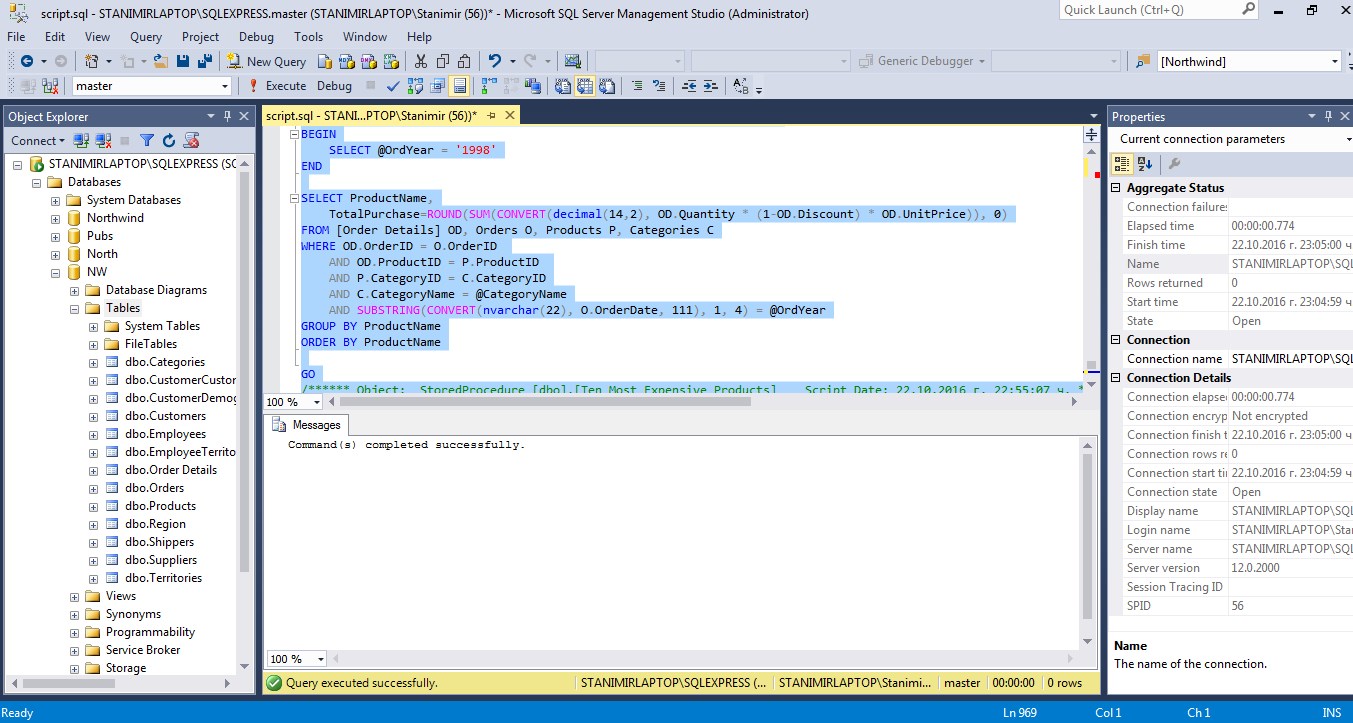 script.sql - STANIMIRLAPTOP\SQLEXPRESS.master (STANIMIRLAPTOP\Stanimir (56))* - Microsoft SQL Server Management Studio (Administrator)
Quick Launch (Ctrl+Q)
File Edit View Query Project Debug Tools Window Help
New Query
Generic Debugger
[Northwind]
master
Execute Debug
Object Explorer
Connect
STANIMIRLAPTOP\SQLEXPRESS (SC
Databases
System Databases
Northwind
Pubs
North
NW
Database Diagrams
Tables
System Tables
FileTables
dbo.Categories
dbo.CustomerCustor
dbo.CustomerDemog
dbo.Customers
dbo.Employees
dbo.EmployeeTerrito
dbo.Order Details
dbo.Orders
dbo.Products
dbo.Region
dbo.Shippers
dbo.Suppliers
dbo.Territories
Views
Synonyms
Programmability
Service Broker
Storage
script.sql - STANI...PTOP\Stanimir (56))*
BEGIN
SELECT @OrdYear = '1998'
END
SELECT ProductName,
TotalPurchase=ROUND(SUM(CONVERT(decimal(14,2), OD.Quantity * (1-OD.Discount) * OD.UnitPrice)), 0)
FROM [Order Details] OD, Orders O, Products P, Categories C
WHERE OD.OrderID = O.OrderID
AND OD.ProductID = P.ProductID
AND P.CategoryID = C.CategoryID
AND C.CategoryName = @CategoryName
AND SUBSTRING(CONVERT(nvarchar(22), O.OrderDate, 111), 1, 4) = @OrdYear
GROUP BY ProductName
ORDER BY ProductName
GO
/****** Object:  StoredProcedure [dbo].[Ten Most Expensive Products]    Script Date: 22.10.2016 г. 22:55:07 ч. *
100 %
Messages
Command(s) completed successfully.
100 %
Query executed successfully.
STANIMIRLAPTOP\SQLEXPRESS (... STANIMIRLAPTOP\Stanimi... master 00:00:00 0 rows
Properties
Current connection parameters
Aggregate Status
Connection failures
Elapsed time 00:00:00.774
Finish time 22.10.2016 г. 23:05:00 ч
Name STANIMIRLAPTOP\SQL
Rows returned 0
Start time 22.10.2016 г. 23:04:59 ч
State Open
Connection
Connection name STANIMIRLAPTOP\SQL
Connection Details
Connection elapse 00:00:00.774
Connection encryp Not encrypted
Connection finish t 22.10.2016 г. 23:05:00 ч
Connection rows re 0
Connection start ti 22.10.2016 г. 23:04:59 ч
Connection state Open
Display name STANIMIRLAPTOP\SQL
Login name STANIMIRLAPTOP\Star
Server name STANIMIRLAPTOP\SQL
Server version 12.0.2000
Session Tracing ID
SPID 56
Name
The name of the connection.
Ready Ln 969 Col 1 Ch 1 INS